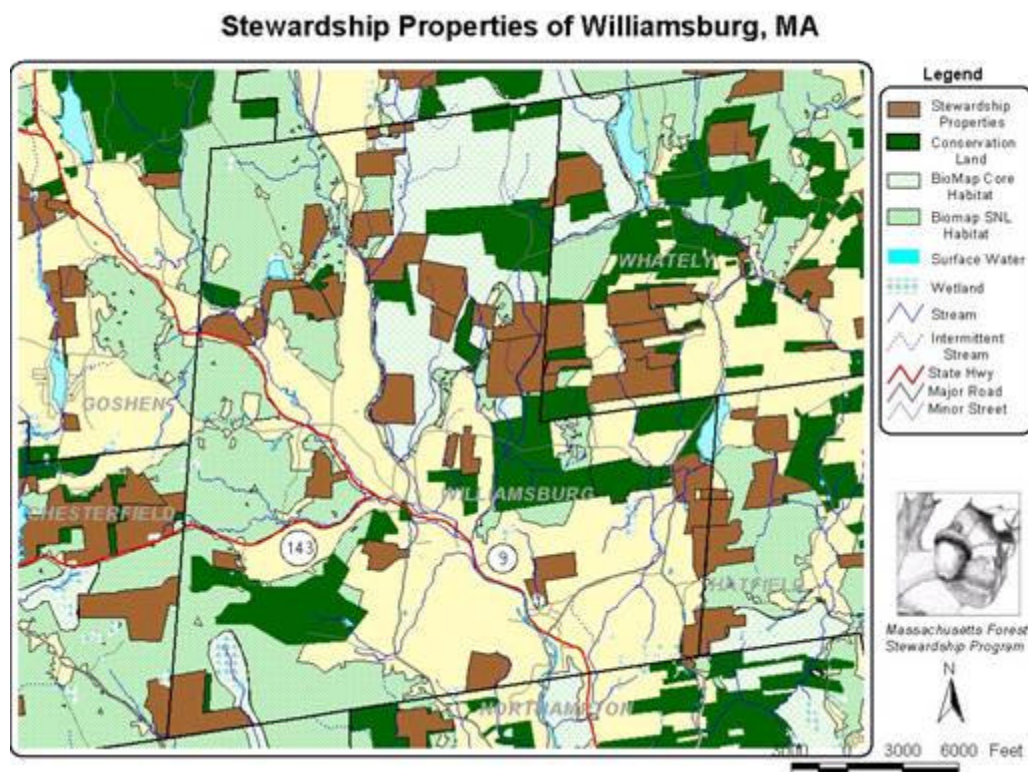 Stewardship Properties of Williamsburg, MA
Legend
Stewardship
Properties
Conservation
Land
BioMap Core
Habitat
Biomap SNL
Habitat
Surface Water
Wetland
Stream
Intermittent
Stream
State Hwy
Major Road
Minor Street
WHATELY
GOSHEN
WILLIAMSBURG
CHESTERFIELD
143
9
HATFIELD
NORTHAMPTON
Massachusetts Forest
Stewardship Program
N
3000 0 3000 6000 Feet